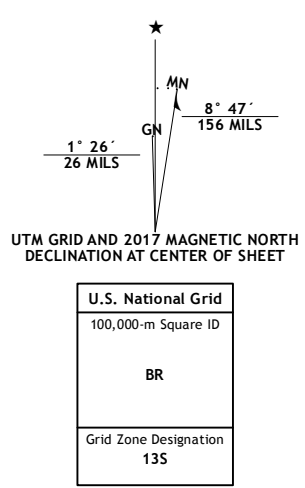 ★
MN
GN
8° 47´
156 MILS
1° 26´
26 MILS
UTM GRID AND 2017 MAGNETIC NORTH
DECLINATION AT CENTER OF SHEET
U.S. National Grid
100,000-m Square ID
BR
Grid Zone Designation
13S